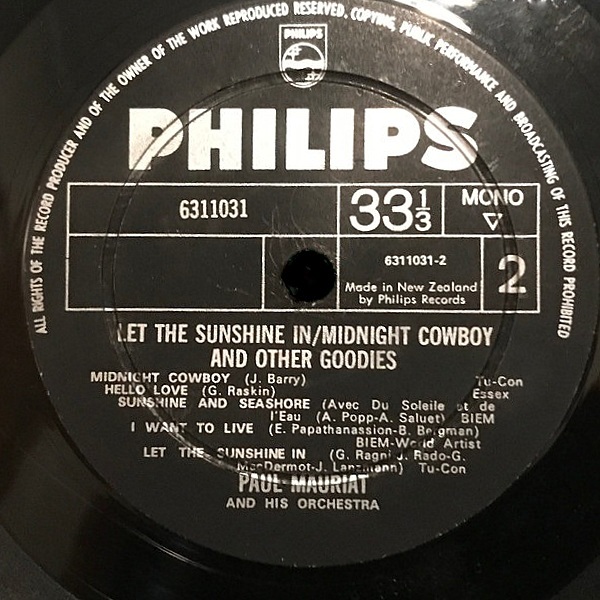 ALL RIGHTS OF THE RECORD PRODUCER AND OF THE OWNER OF THE WORK REPRODUCED RESERVED. COPYING, PUBLIC PERFORMANCE AND BROADCASTING OF THIS RECORD PROHIBITED
PHILIPS
PHILIPS
6311031
33 1/3
MONO
6311031-2
Made in New Zealand
by Philips Records
2
LET THE SUNSHINE IN/MIDNIGHT COWBOY
AND OTHER GOODIES
MIDNIGHT COWBOY (J. Barry) Tu-Con
HELLO LOVE (G. Raskin) Essex
SUNSHINE AND SEASHORE (Avec Du Soleile et de
l'Eau (A. Popp-A. Saluet) BIEM
I WANT TO LIVE (E. Papathanassion-B. Bergman)
BIEM-World Artist
LET THE SUNSHINE IN (G. Ragni J. Rado-G.
MacDermot-J. Lanzmann) Tu-Con
PAUL MAURIAT
AND HIS ORCHESTRA